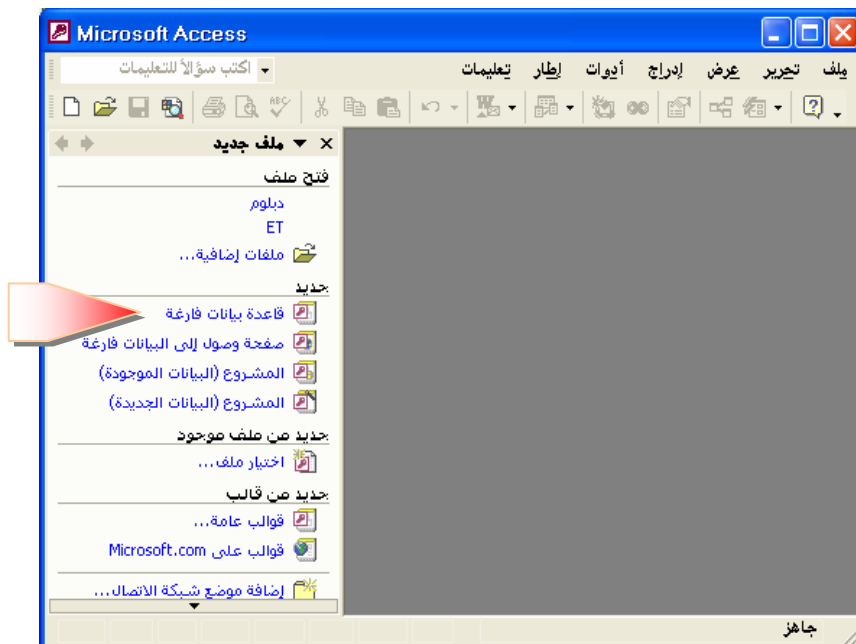 Microsoft Access
ملف تحرير عرض إدراج أدوات إطار تعليمات اكتب سؤالاً للتعليمات
ملف جديد
فتح ملف
دبلوم
ET
ملفات إضافية...
جديد
قاعدة بيانات فارغة
صفحة وصول إلى البيانات فارغة
المشروع (البيانات الموجودة)
المشروع (البيانات الجديدة)
جديد من ملف موجود
اختيار ملف...
جديد من قالب
قوالب عامة...
قوالب على Microsoft.com
إضافة موضع شبكة الاتصال...
جاهز